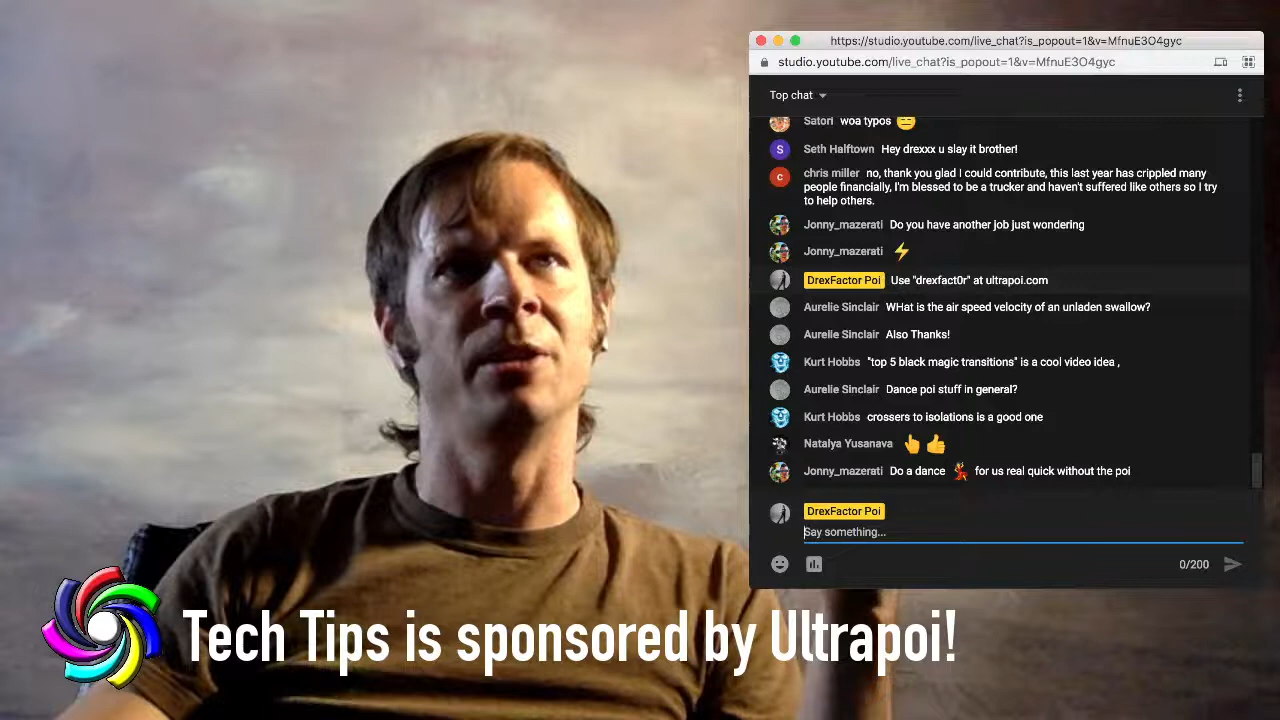 https://studio.youtube.com/live_chat?is_popout=1&v=MfnuE3O4gyc
studio.youtube.com/live_chat?is_popout=1&v=MfnuE3O4gyc
Top chat
Satori woa typos
S Seth Halftown Hey drexxx u slay it brother!
c chris miller no, thank you glad I could contribute, this last year has crippled many
people financially, I'm blessed to be a trucker and haven't suffered like others so I try
to help others.
Jonny_mazerati Do you have another job just wondering
Jonny_mazerati ⚡
DrexFactor Poi Use "drexfact0r" at ultrapoi.com
Aurelie Sinclair WHat is the air speed velocity of an unladen swallow?
Aurelie Sinclair Also Thanks!
Kurt Hobbs "top 5 black magic transitions" is a cool video idea ,
Aurelie Sinclair Dance poi stuff in general?
Kurt Hobbs crossers to isolations is a good one
Natalya Yusanava 👆👍
Jonny_mazerati Do a dance 💃 for us real quick without the poi
DrexFactor Poi
Say something...
0/200
Tech Tips is sponsored by Ultrapoi!